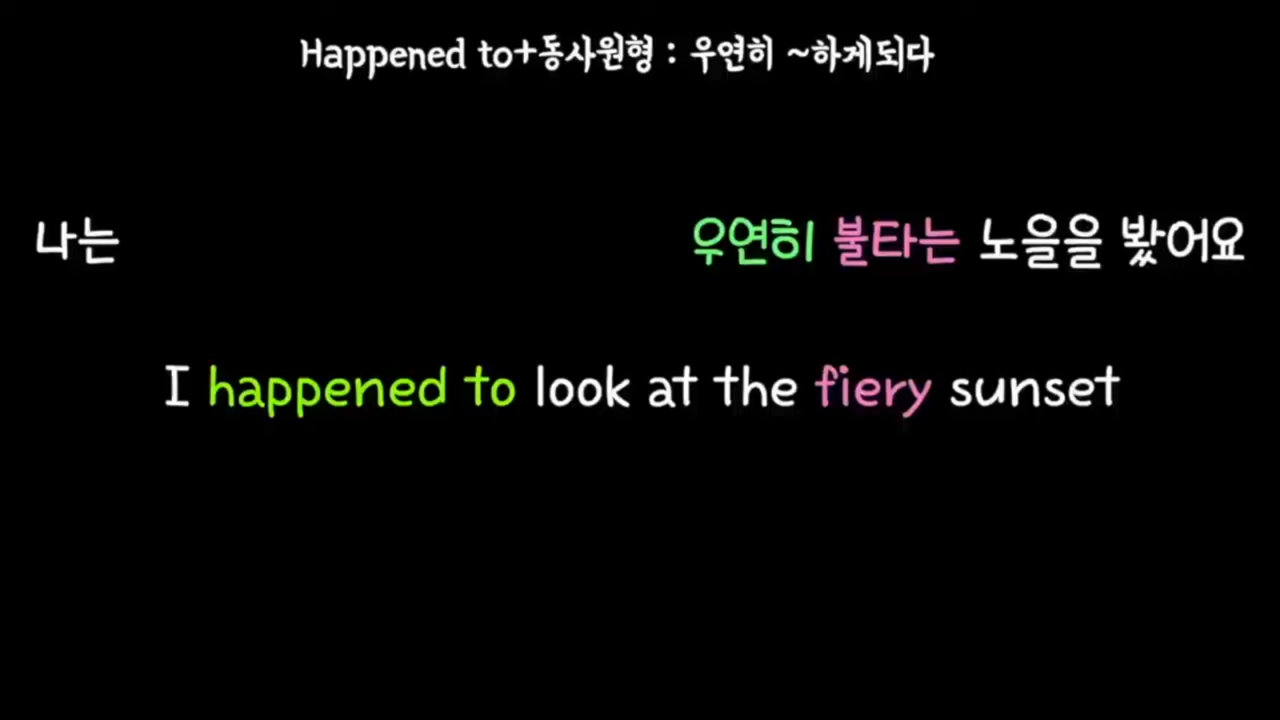 Happened to+동사원형 : 우연히 ~하게되다
나는 우연히 불타는 노을을 봤어요
I happened to look at the fiery sunset